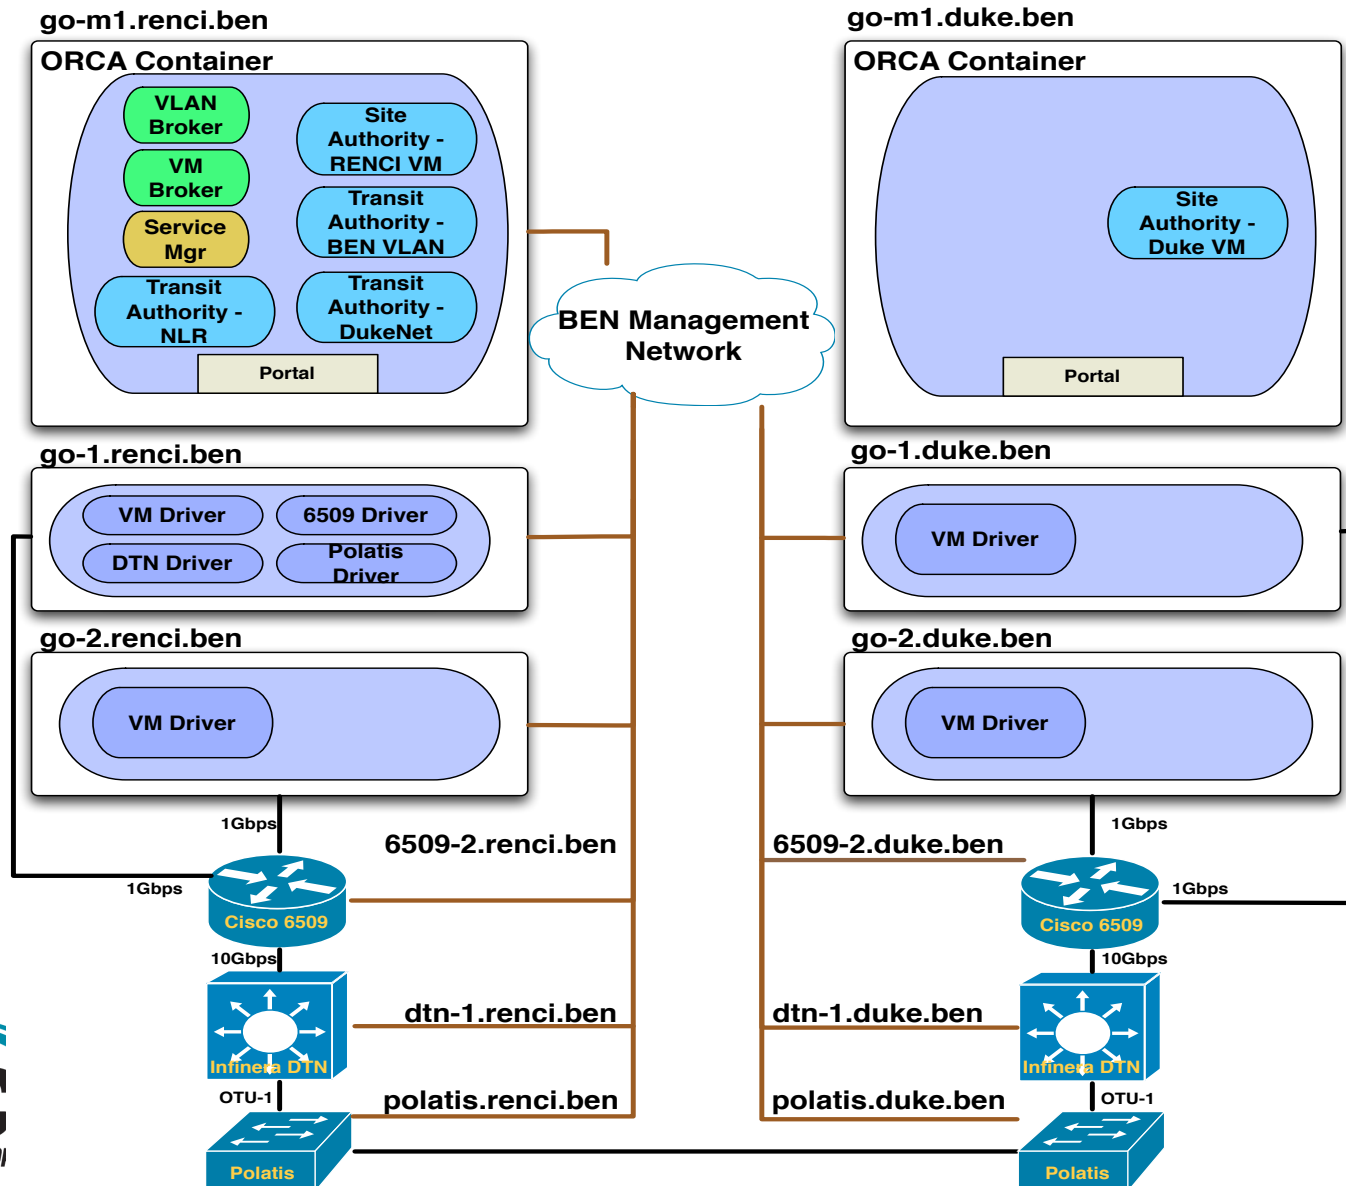 go-m1.renci.ben
ORCA Container
VLAN
Broker
VM
Broker
Service
Mgr
Transit
Authority -
NLR
Site
Authority -
RENCI VM
Transit
Authority -
BEN VLAN
Transit
Authority -
DukeNet
Portal
BEN Management
Network
go-m1.duke.ben
ORCA Container
Site
Authority -
Duke VM
Portal
go-1.renci.ben
VM Driver
6509 Driver
DTN Driver
Polatis
Driver
go-1.duke.ben
VM Driver
go-2.renci.ben
VM Driver
go-2.duke.ben
VM Driver
1Gbps
6509-2.renci.ben
1Gbps
Cisco 6509
10Gbps
dtn-1.renci.ben
Infinera DTN
OTU-1
polatis.renci.ben
Polatis
1Gbps
6509-2.duke.ben
1Gbps
Cisco 6509
10Gbps
dtn-1.duke.ben
Infinera DTN
OTU-1
polatis.duke.ben
Polatis